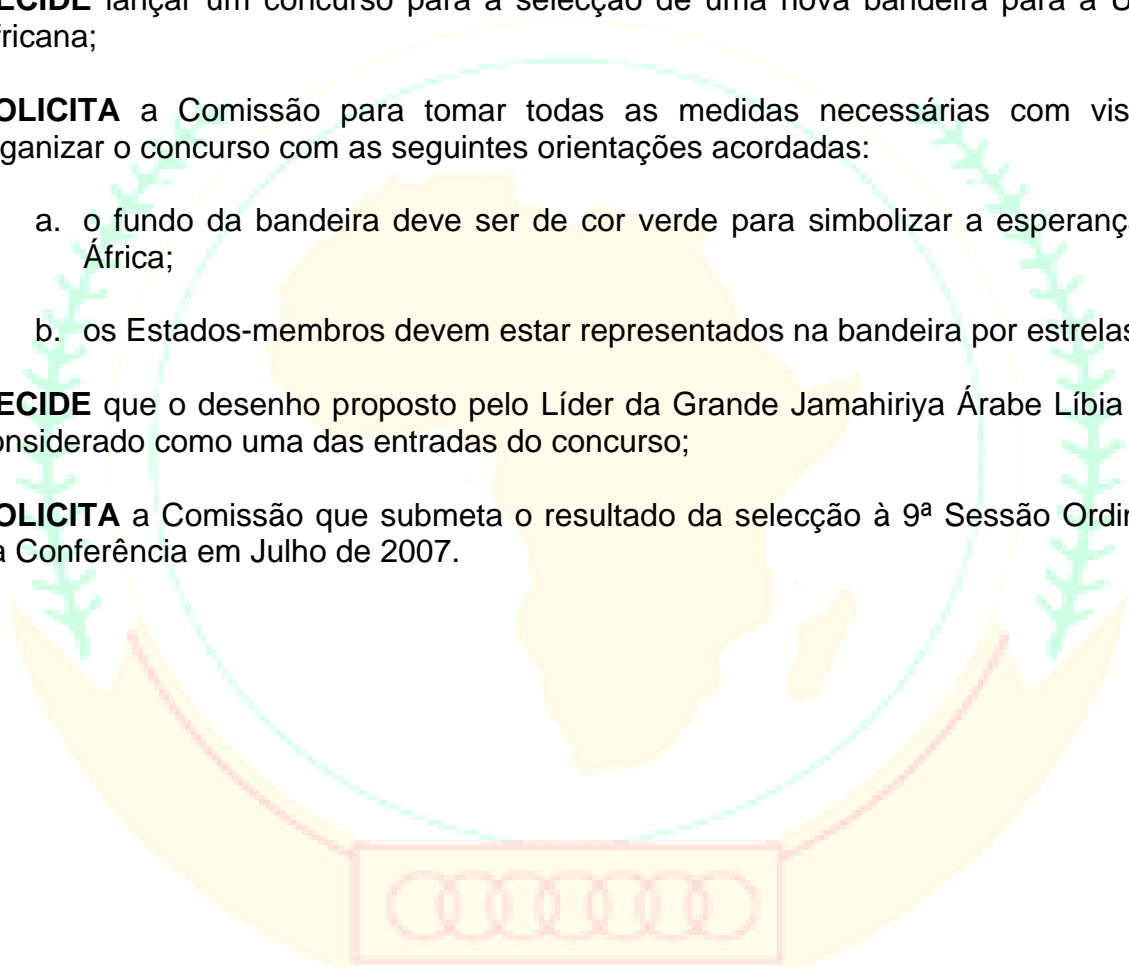 ECIDE lançar um concurso para a selecção de uma nova bandeira para a U
fricana;
OLICITA a Comissão para tomar todas as medidas necessárias com vis
ganizar o concurso com as seguintes orientações acordadas:
a. o fundo da bandeira deve ser de cor verde para simbolizar a esperança
África;
b. os Estados-membros devem estar representados na bandeira por estrelas
ECIDE que o desenho proposto pelo Líder da Grande Jamahiriya Árabe Líbia
onsiderado como uma das entradas do concurso;
OLICITA a Comissão que submeta o resultado da selecção à 9ª Sessão Ordin
a Conferência em Julho de 2007.